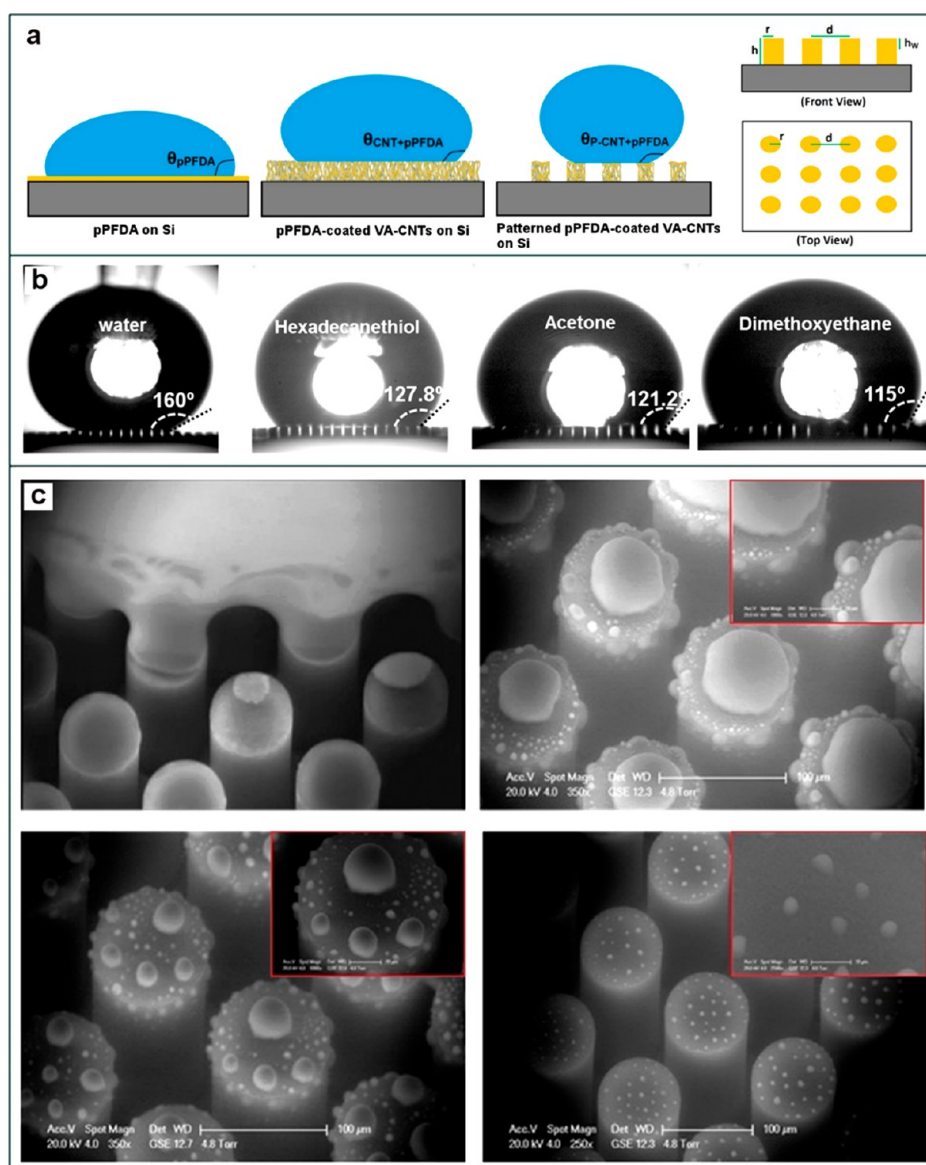 a
θpPFDA
pPFDA on Si
θCNT+pPFDA
pPFDA-coated VA-CNTs on Si
θP-CNT+pPFDA
Patterned pPFDA-coated VA-CNTs
on Si
r
d
h
hw
(Front View)
r
d
(Top View)
b
water
160º
Hexadecanethiol
127.8º
Acetone
121.2º
Dimethoxyethane
115º
c
Acc.V Spot Magn Det WD
20.0 kV 4.0 350x GSE 12.3 4.8 Torr
100 µm
Acc.V Spot Magn Det WD
20.0 kV 4.0 350x GSE 12.7 4.8 Torr
100 µm
Acc.V Spot Magn Det WD
20.0 kV 4.0 250x GSE 12.3 4.8 Torr
100 µm